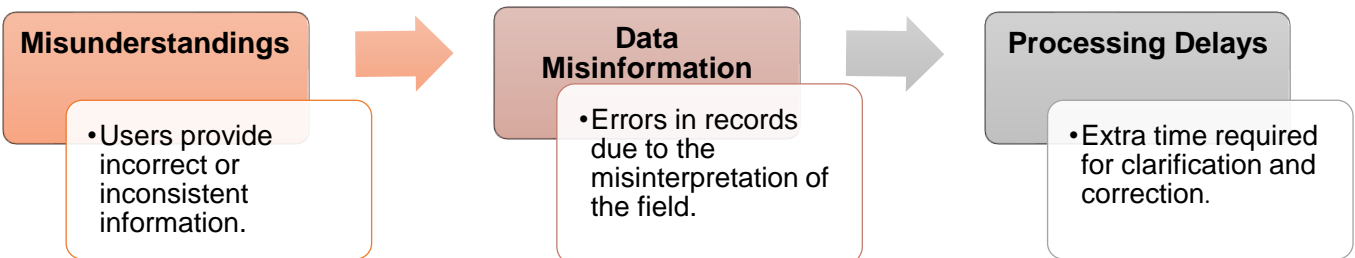 Misunderstandings
•Users provide
incorrect or
inconsistent
information.
Data
Misinformation
•Errors in records
due to the
misinterpretation of
the field.
Processing Delays
•Extra time required
for clarification and
correction.